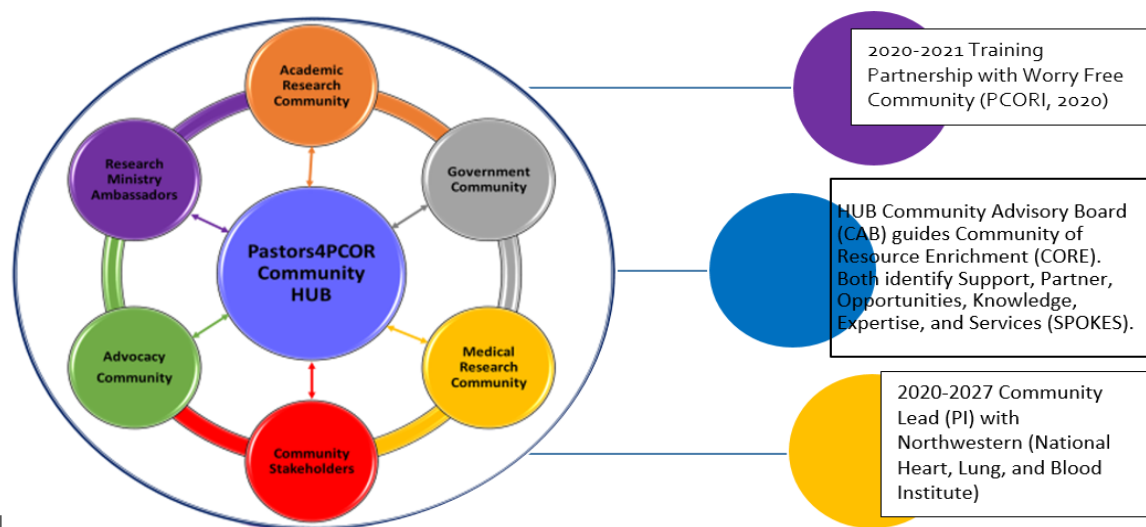 Academic
Research
Community
Government
Community
Medical
Research
Community
Community
Stakeholders
Advocacy
Community
Research
Ministry
Ambassadors
Pastors4PCOR
Community
HUB
2020-2021 Training
Partnership with Worry Free
Community (PCORI, 2020)
HUB Community Advisory Board
(CAB) guides Community of
Resource Enrichment (CORE).
Both identify Support, Partner,
Opportunities, Knowledge,
Expertise, and Services (SPOKES).
2020-2027 Community
Lead (PI) with
Northwestern (National
Heart, Lung, and Blood
Institute)